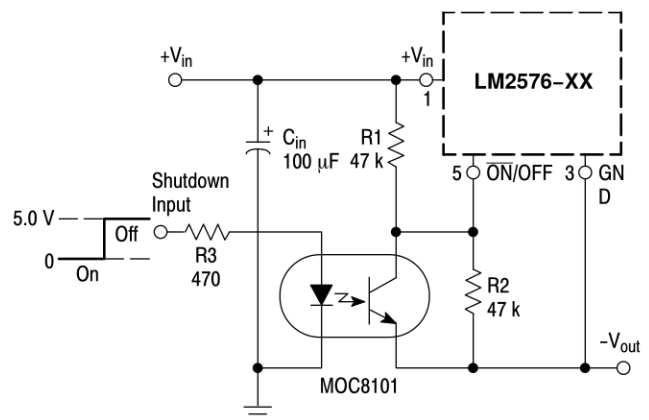 +Vin
+Vin
1
LM2576–XX
Cin
100 µF
+
R1
47 k
5
ON/OFF
3
GN
D
Shutdown
Input
5.0 V
Off
0
On
R3
470
R2
47 k
–Vout
MOC8101